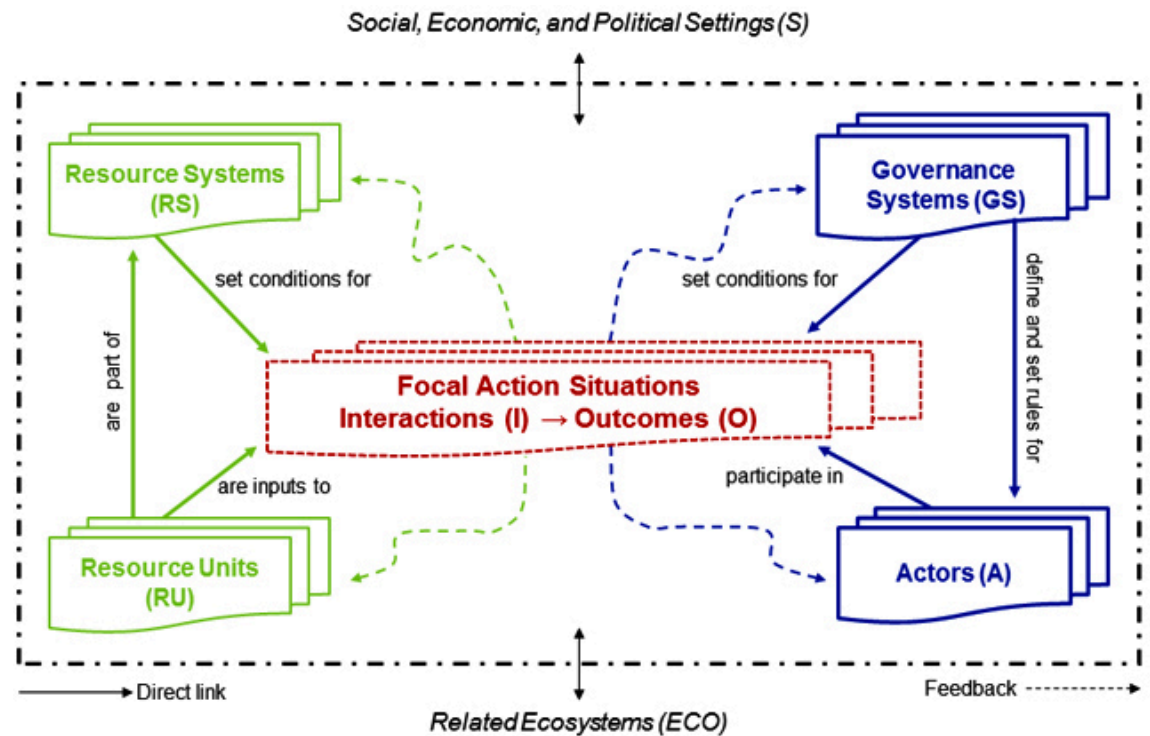 Social, Economic, and Political Settings (S)
Resource Systems
(RS)
Governance
Systems (GS)
set conditions for
set conditions for
are part of
define and set rules for
Focal Action Situations
Interactions (I) → Outcomes (O)
are inputs to
participate in
Resource Units
(RU)
Actors (A)
Direct link
Feedback
Related Ecosystems (ECO)